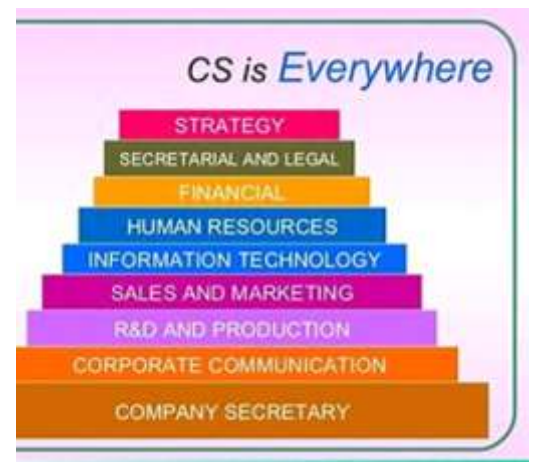 CS is Everywhere
STRATEGY
SECRETARIAL AND LEGAL
FINANCIAL
HUMAN RESOURCES
INFORMATION TECHNOLOGY
SALES AND MARKETING
R&D AND PRODUCTION
CORPORATE COMMUNICATION
COMPANY SECRETARY